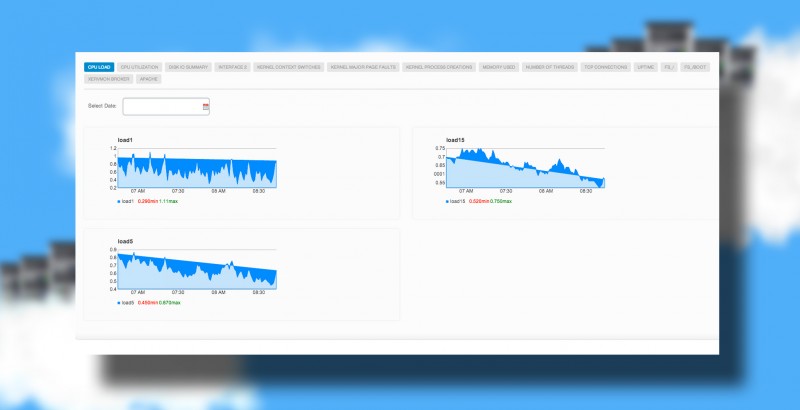 CPU LOAD CPU UTILIZATION DISK IO SUMMARY INTERFACE 2 KERNEL CONTEXT SWITCHES KERNEL MAJOR PAGE FAULTS KERNEL PROCESS CREATIONS MEMORY USED NUMBER OF THREADS TCP CONNECTIONS UPTIME FS_/ FS_/BOOT
XERVMON BROKER APACHE
Select Date
load1
1.2
1
0.8
0.6
0.4
0.2
07 AM 07:30 08 AM 08:30
load1 0.290min 1.11max
load15
0.75
0.7
0.65
0.55
07 AM 07:30 08 AM 08:30
load15 0.520min 0.750max
load5
0.9
0.8
0.7
0.6
0.5
0.4
07 AM 07:30 08 AM 08:30
load5 0.450min 0.870max